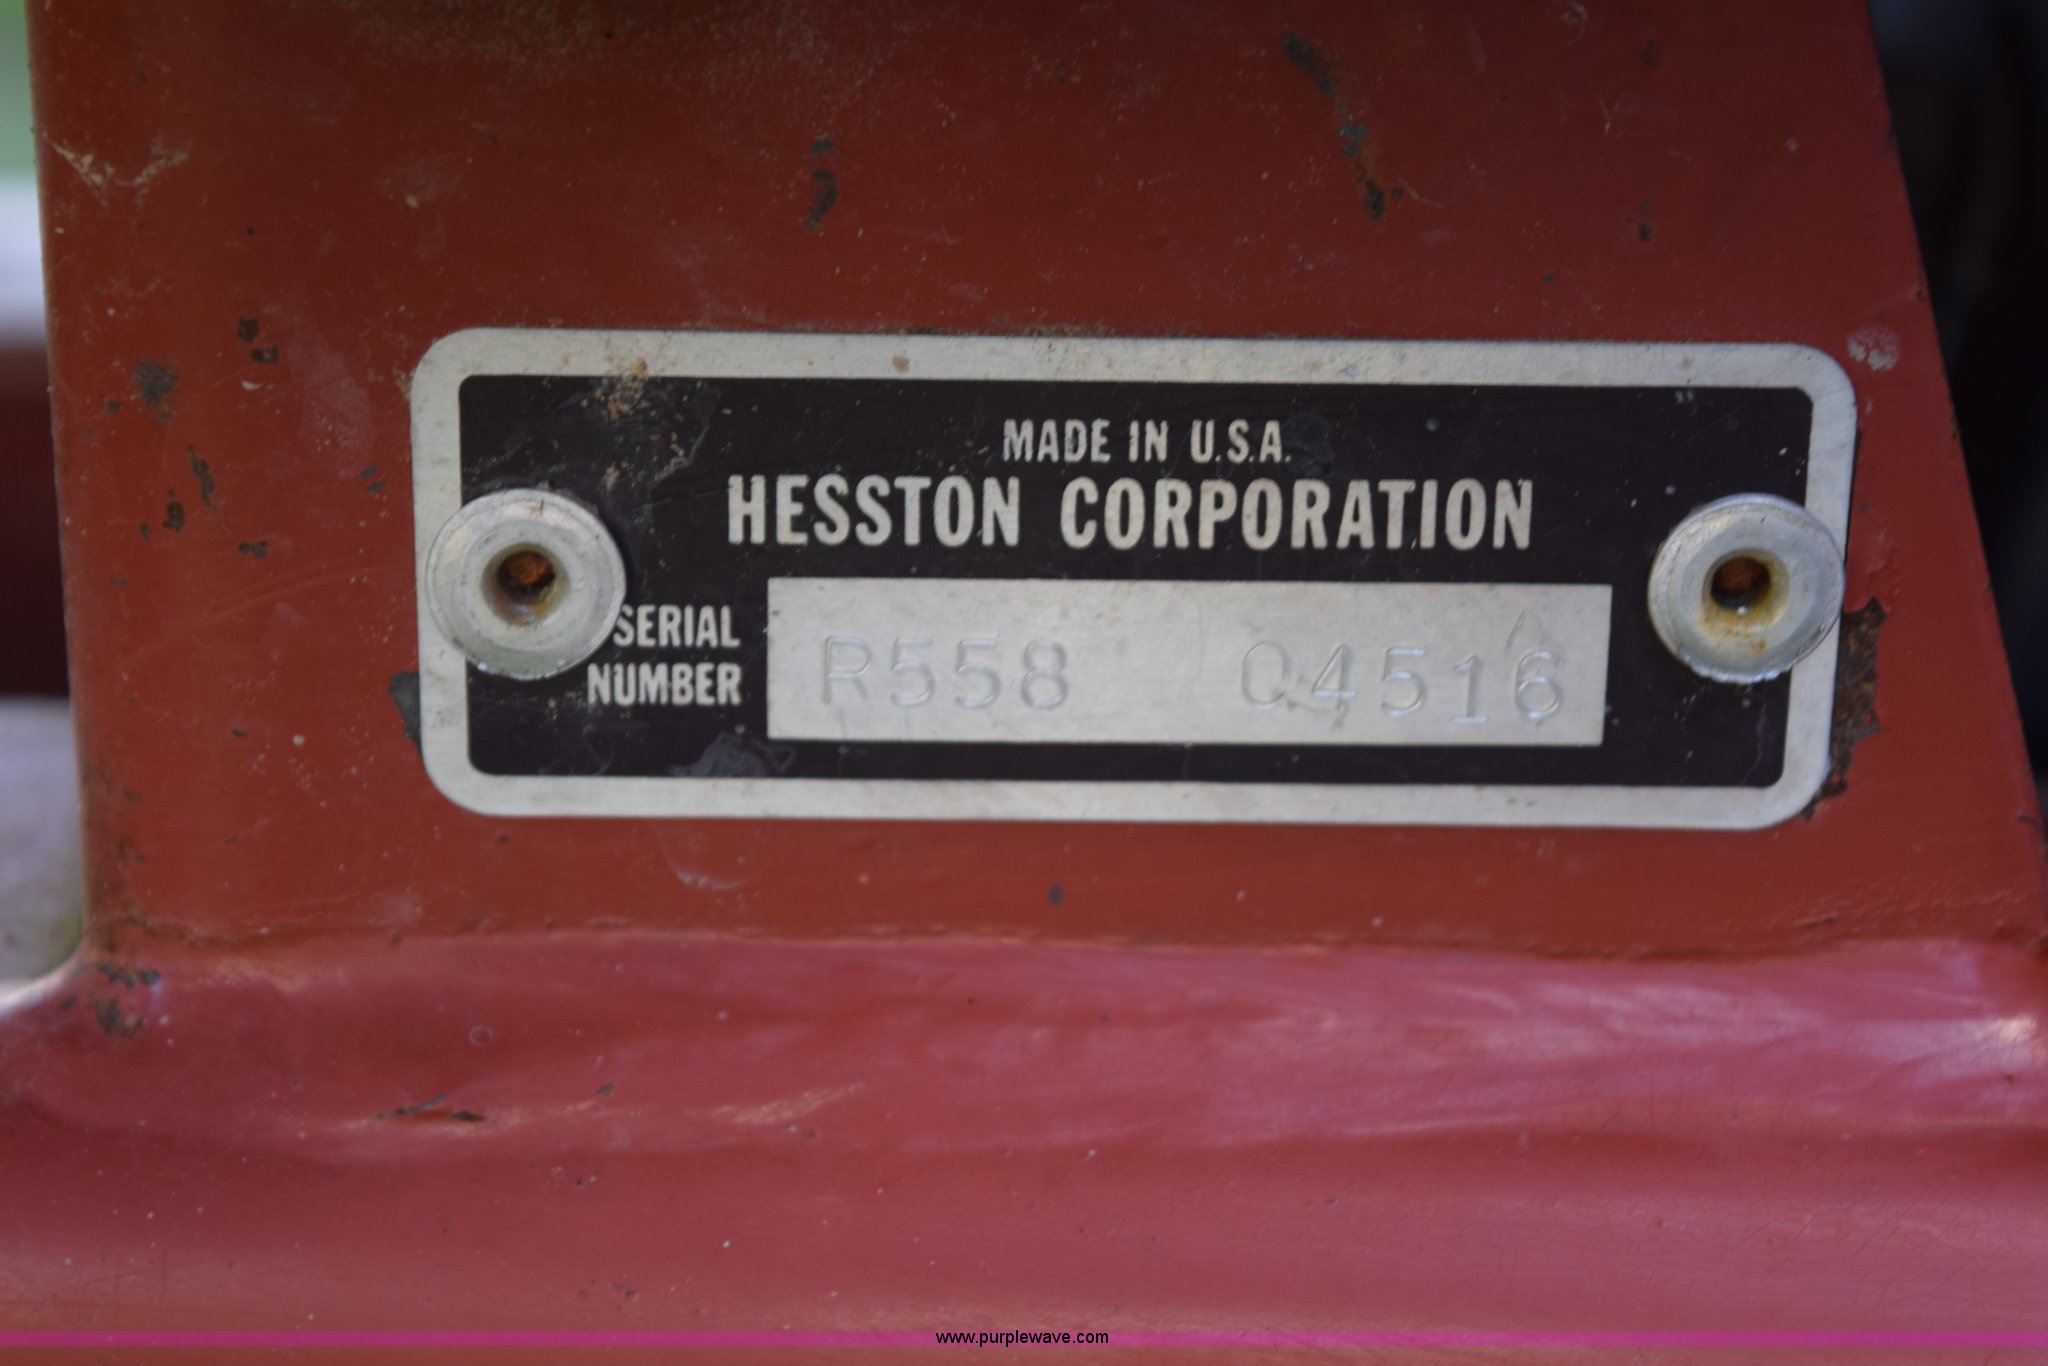 MADE IN U.S.A.
HESSTON CORPORATION
SERIAL
NUMBER
R558 04516
www.purplewave.com